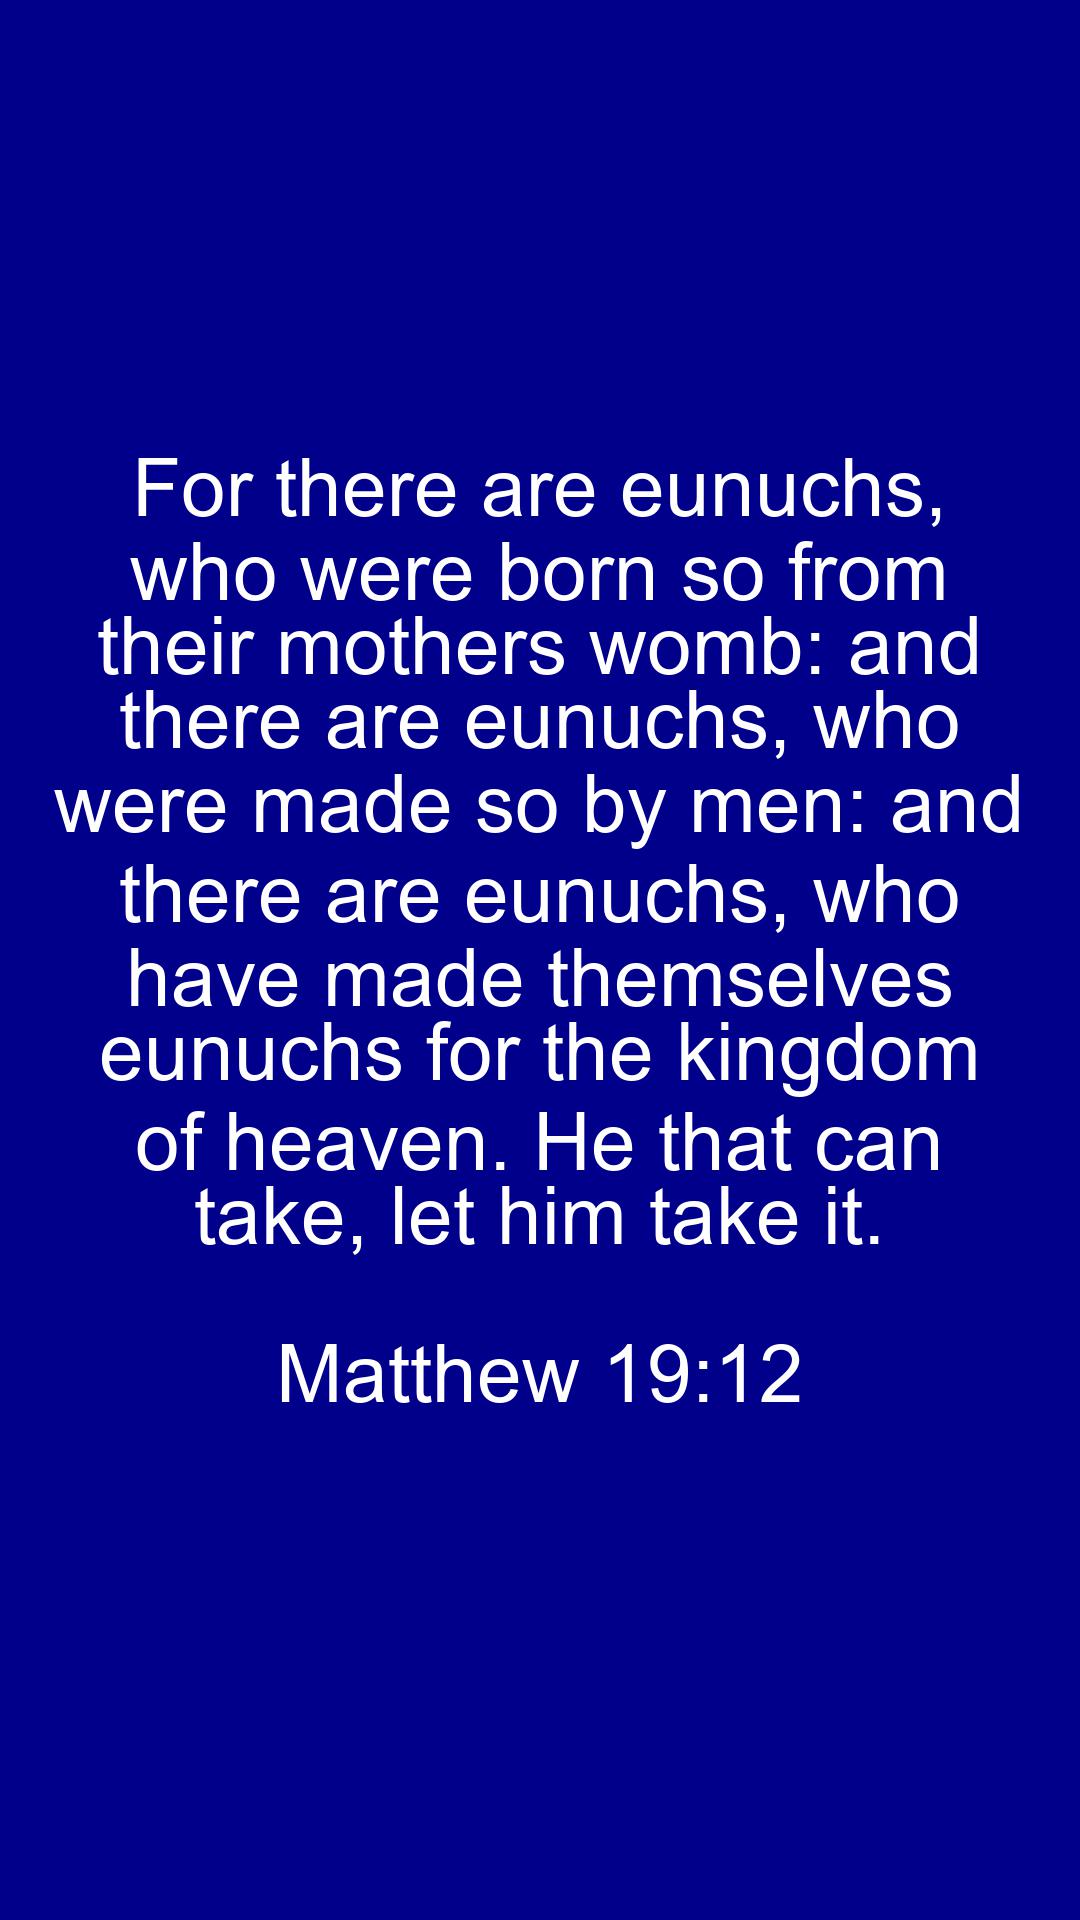 For there are eunuchs,
who were born so from
their mothers womb: and
there are eunuchs, who
were made so by men: and
there are eunuchs, who
have made themselves
eunuchs for the kingdom
of heaven. He that can
take, let him take it.
Matthew 19:12